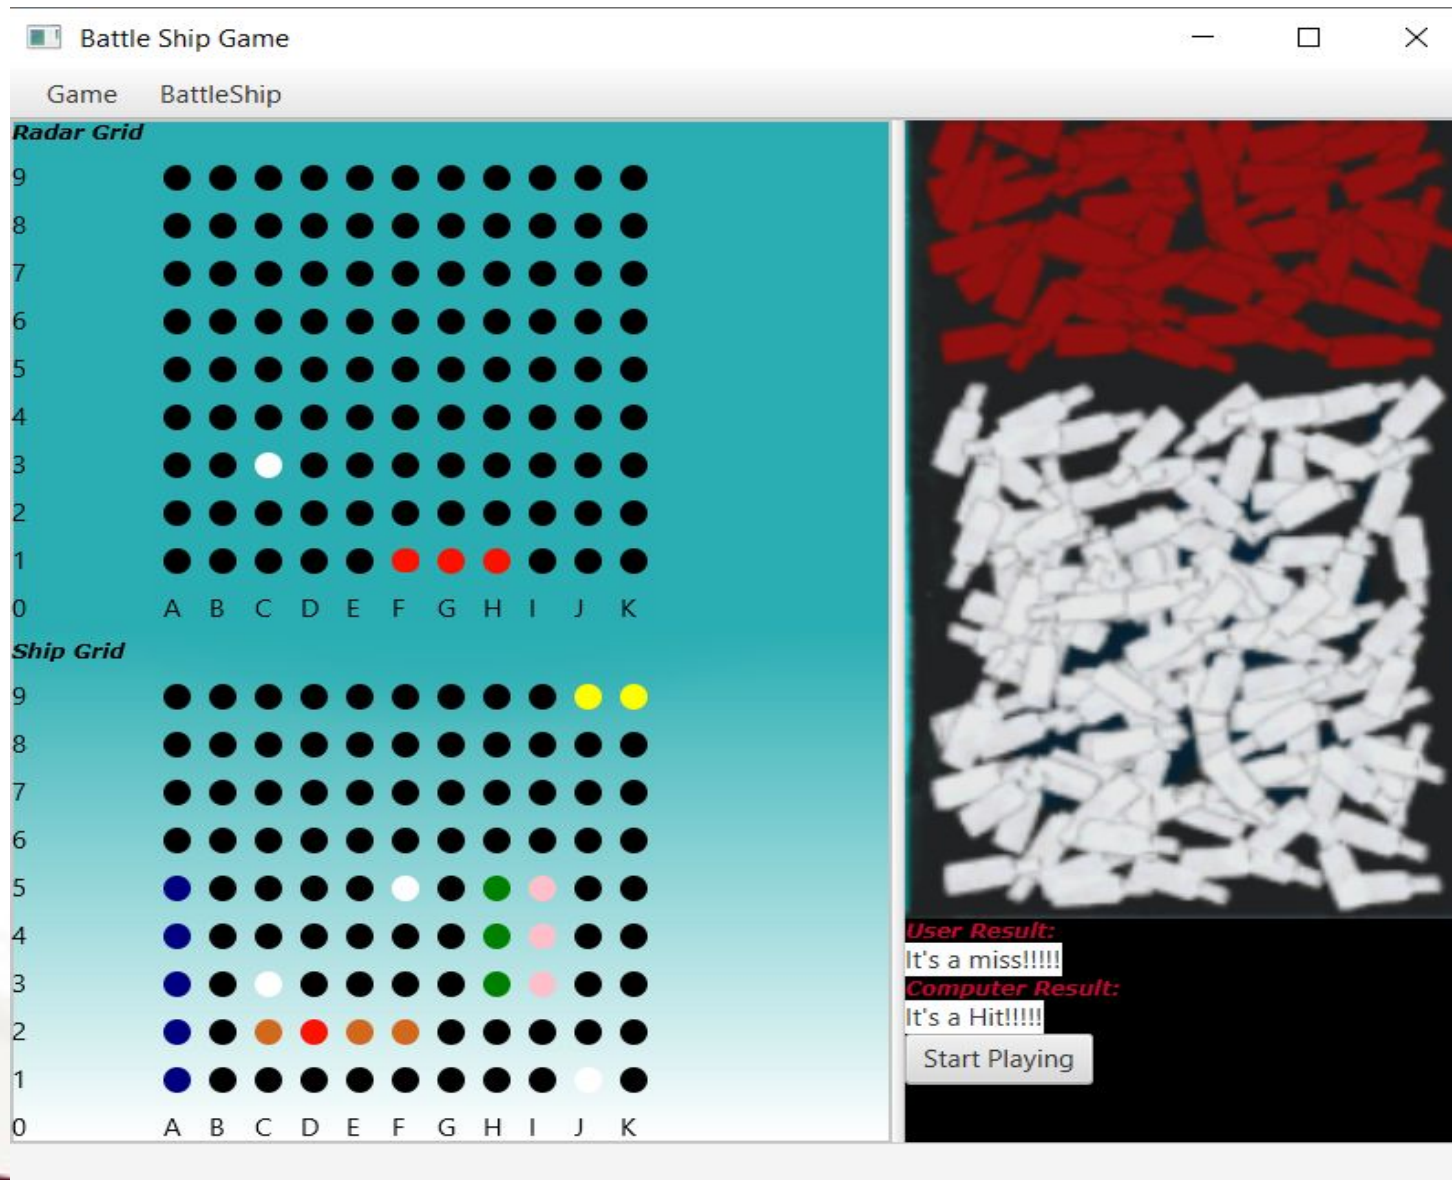 Battle Ship Game
Game BattleShip
Radar Grid
9
8
7
6
5
4
3
2
1
0 A B C D E F G H I J K
Ship Grid
9
8
7
6
5
4
3
2
1
0 A B C D E F G H I J K
User Result:
It's a miss!!!!!
Computer Result:
It's a Hit!!!!!
Start Playing